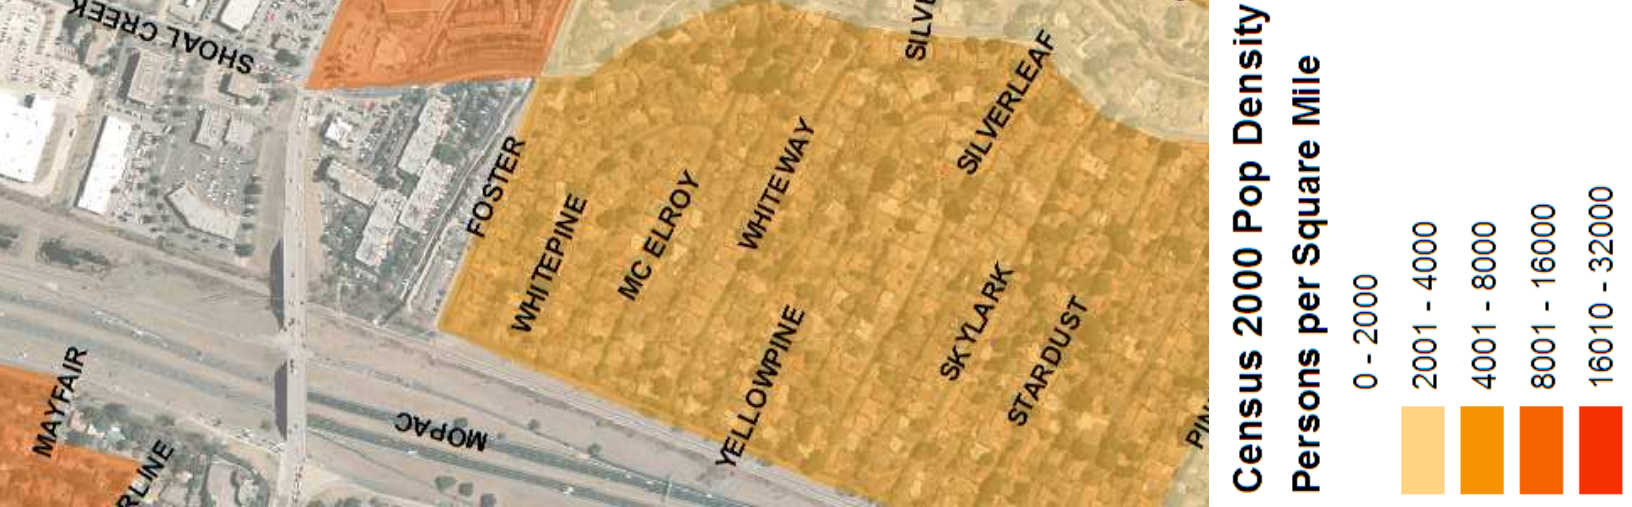 SHOAL CREEK
FOSTER
WHITEPINE
MC ELROY
WHITEWAY
SILVERLEAF
YELLOWPINE
SKYLARK
STARDUST
MAYFAIR
MOPAC
Census 2000 Pop Density
Persons per Square Mile
0 - 2000
2001 - 4000
4001 - 8000
8001 - 16000
16010 - 32000